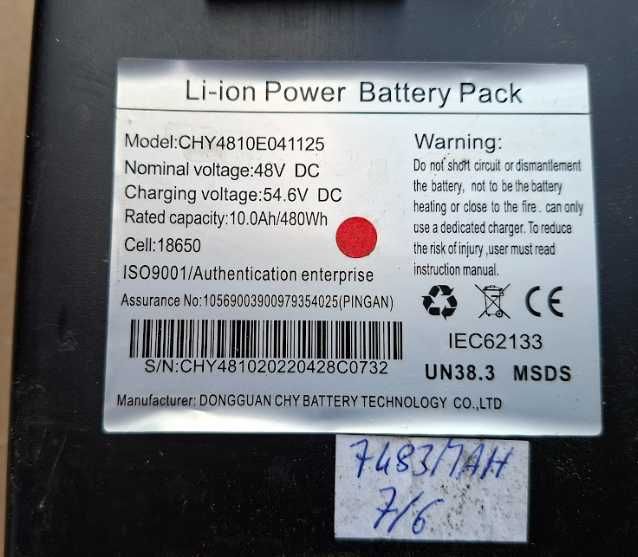 Li-ion Power Battery Pack
Model:CHY4810E041125
Nominal voltage:48V DC
Charging voltage:54.6V DC
Rated capacity:10.0Ah/480Wh
Cell:18650
ISO9001/Authentication enterprise
Assurance No:10569003900979354025(PINGAN)
S/N:CHY481020220428C0732
Manufacturer: DONGGUAN CHY BATTERY TECHNOLOGY CO.,LTD
Warning:
Do not short circuit or dismantlement
the battery, not to be the battery
heating or close to the fire. can only
use a dedicated charger. To reduce
the risk of injury ,user must read
instruction manual.
CE
IEC62133
UN38.3 MSDS
7483/7AH
7/6